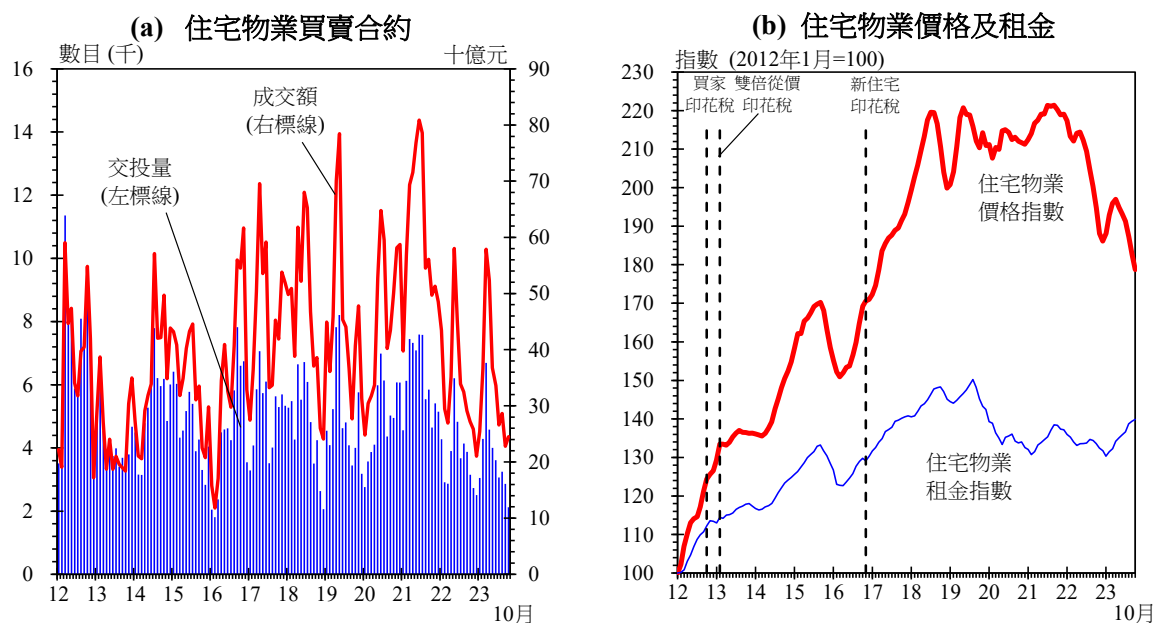 (a) 住宅物業買賣合約
數目 (千)
十億元
16
14
12
10
8
6
4
2
0
90
80
70
60
50
40
30
20
10
0
成交額
(右標線)
交投量
(左標線)
12 13 14 15 16 17 18 19 20 21 22 23
10月
(b) 住宅物業價格及租金
指數 (2012年1月=100)
230
220
210
200
190
180
170
160
150
140
130
120
110
100
買家
印花稅
雙倍從價
印花稅
新住宅
印花稅
住宅物業
價格指數
住宅物業
租金指數
12 13 14 15 16 17 18 19 20 21 22 23
10月